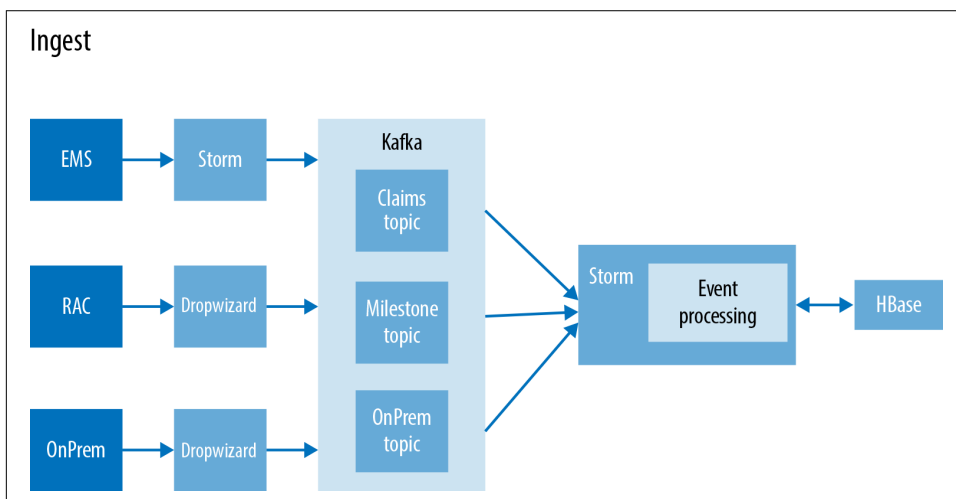 Ingest
EMS
Storm
Kafka
Claims
topic
RAC
Dropwizard
Milestone
topic
OnPrem
Dropwizard
OnPrem
topic
Storm
Event
processing
HBase